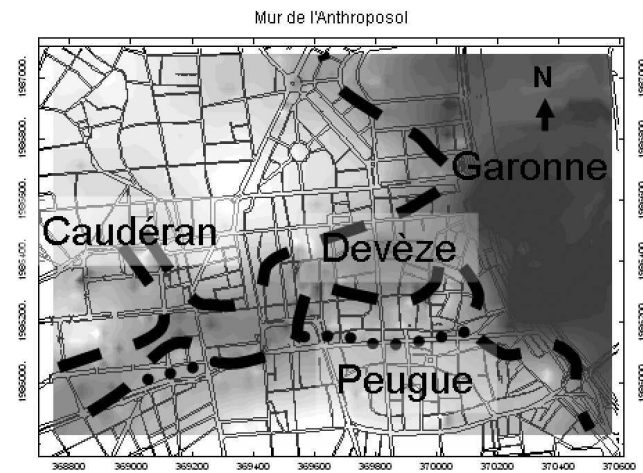 Mur de l'Anthroposol
N
Garonne
Caudéran
Devèze
Peugue
1987000.
1986800.
1986600.
1986400.
1986200.
1986000.
368800 369000 369200 369400 369600 369800 370000 370200 370400 370600